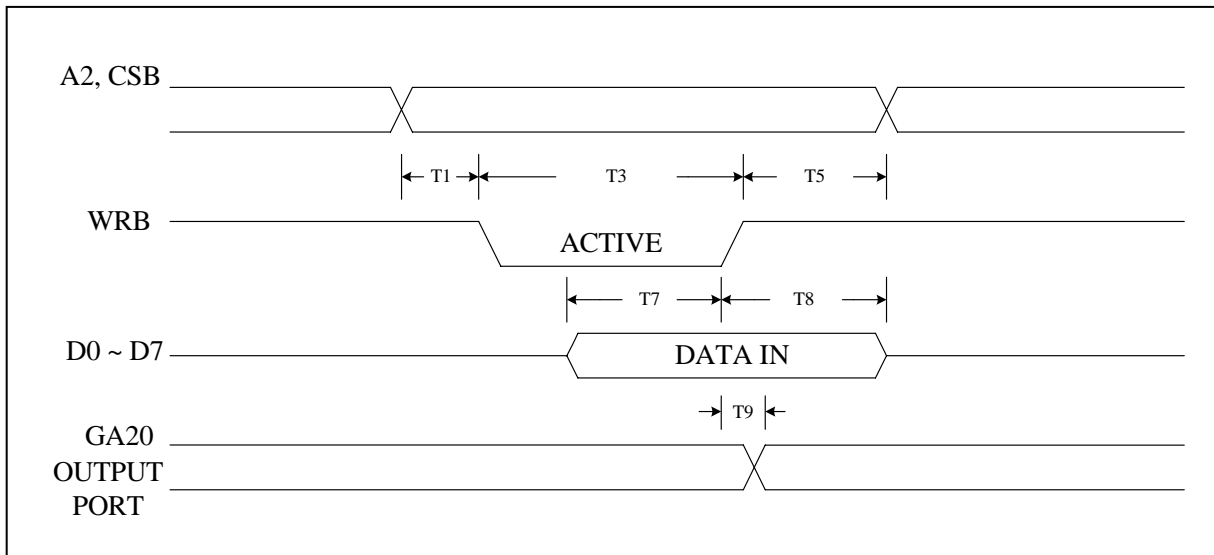 A2, CSB
T1
T3
T5
WRB
ACTIVE
T7
T8
D0 ~ D7
DATA IN
T9
GA20
OUTPUT
PORT